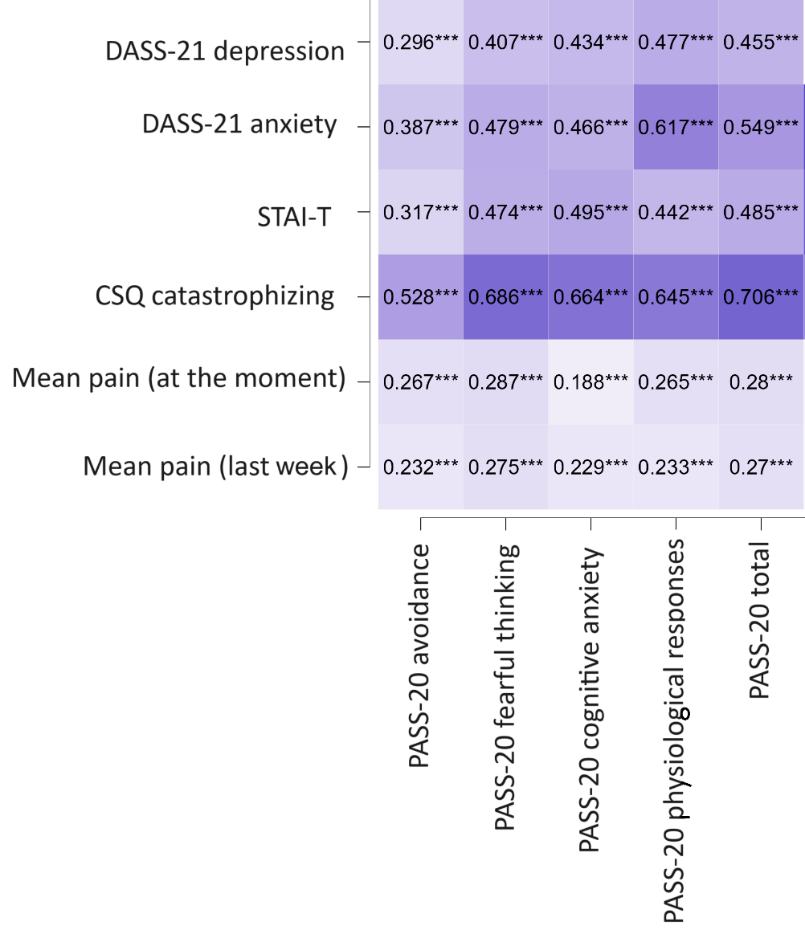 DASS-21 depression 0.296*** 0.407*** 0.434*** 0.477*** 0.455***
DASS-21 anxiety 0.387*** 0.479*** 0.466*** 0.617*** 0.549***
STAI-T 0.317*** 0.474*** 0.495*** 0.442*** 0.485***
CSQ catastrophizing 0.528*** 0.686*** 0.664*** 0.645*** 0.706***
Mean pain (at the moment) 0.267*** 0.287*** 0.188*** 0.265*** 0.28***
Mean pain (last week) 0.232*** 0.275*** 0.229*** 0.233*** 0.27***
PASS-20 avoidance
PASS-20 fearful thinking
PASS-20 cognitive anxiety
PASS-20 physiological responses
PASS-20 total